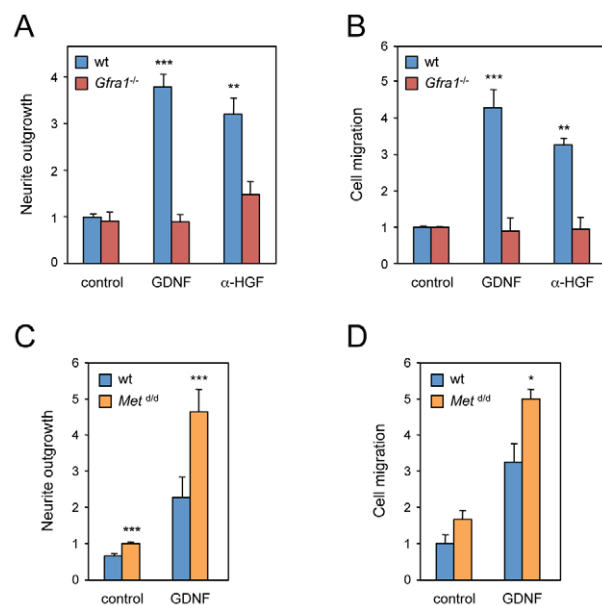 A
wt
Gfra1-/-
Neurite outgrowth
4
3
2
1
0
***
**
control GDNF α-HGF
B
wt
Gfra1-/-
Cell migration
6
5
4
3
2
1
0
***
**
control GDNF α-HGF
C
wt
Met d/d
Neurite outgrowth
6
5
4
3
2
1
0
***
***
control GDNF
D
wt
Met d/d
Cell migration
6
5
4
3
2
1
0
*
control GDNF